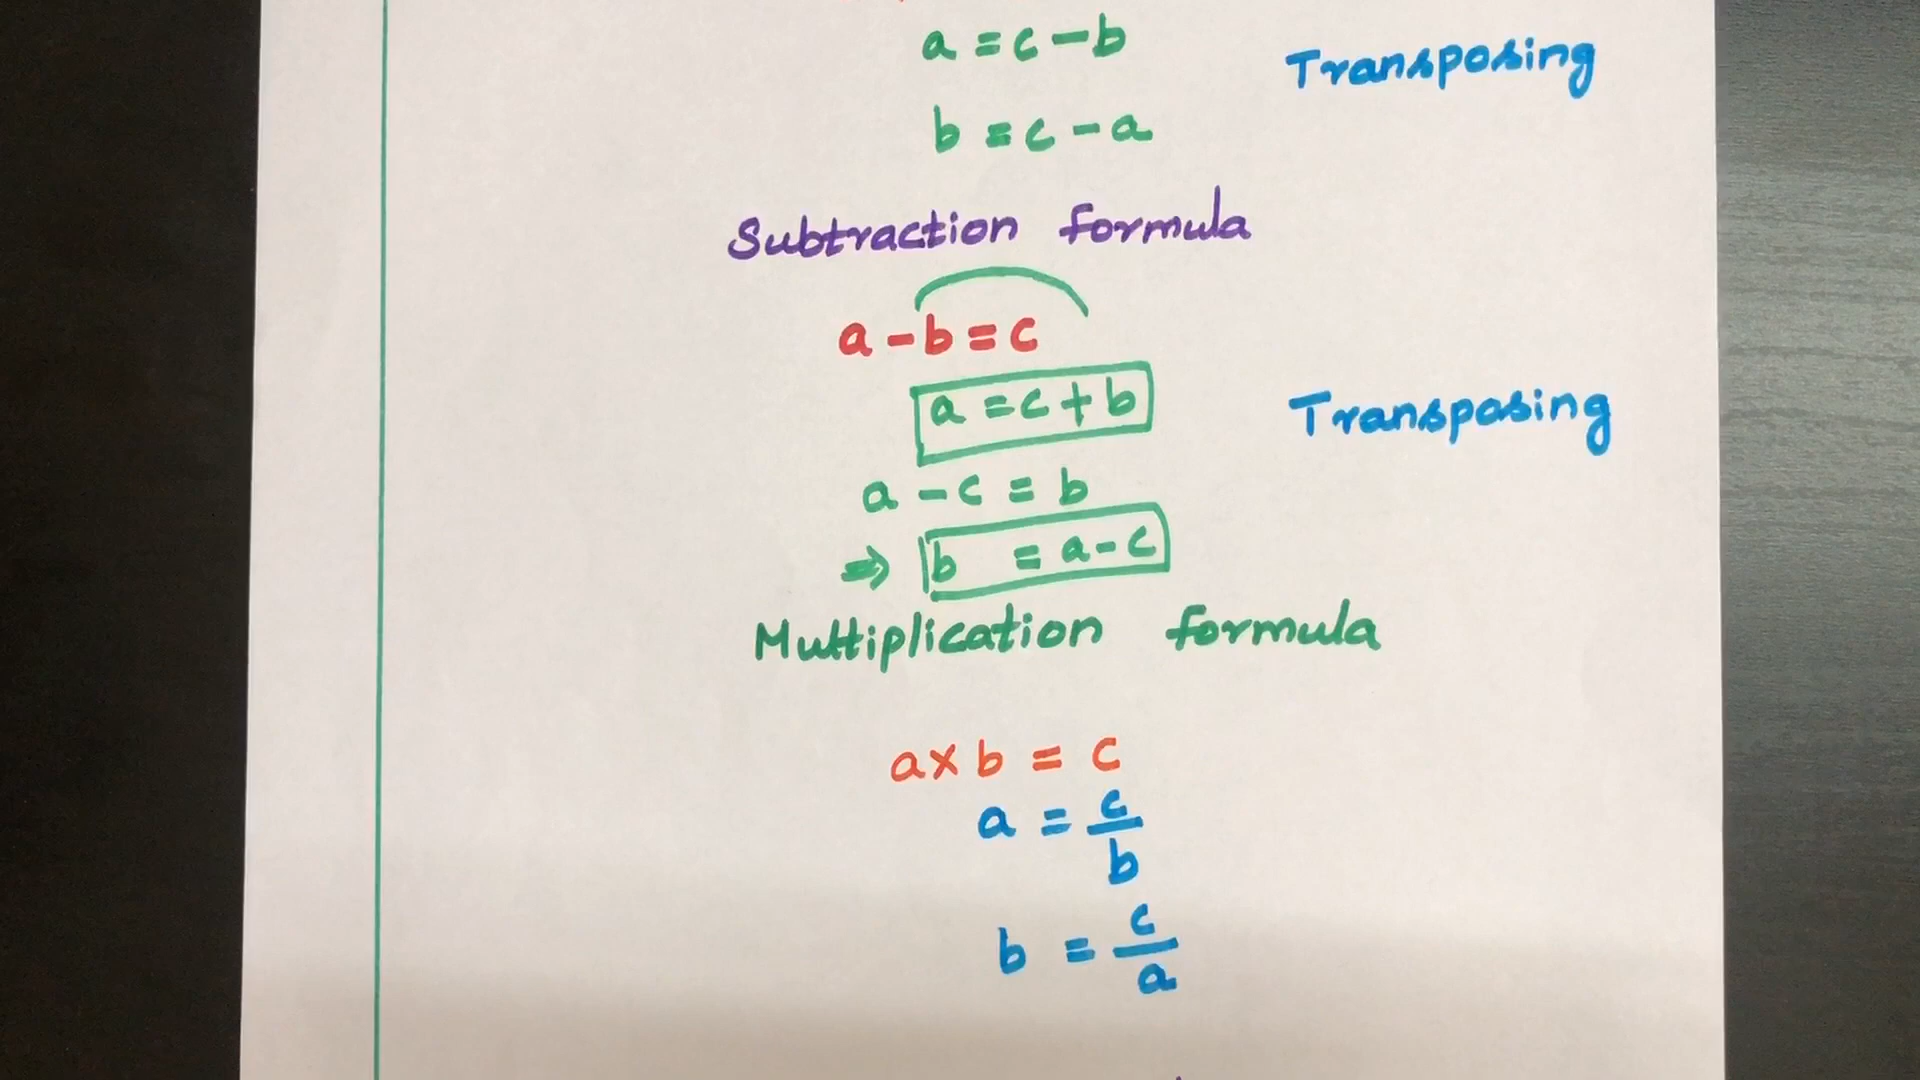 a = c - b
Transposing
b = c - a
Subtraction formula
a - b = c
a = c + b
Transposing
a - c = b
⇒ b = a - c
Multiplication formula
a x b = c
a = c/b
b = c/a